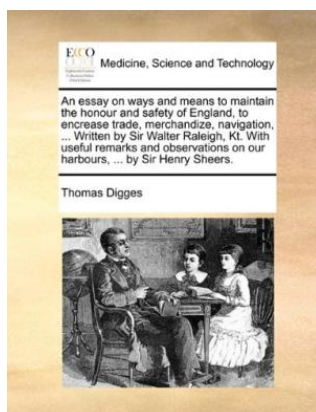 ECCO
Medicine, Science and Technology
An essay on ways and means to maintain
the honour and safety of England, to
encrease trade, merchandize, navigation,
... Written by Sir Walter Raleigh, Kt. With
useful remarks and observations on our
harbours, ... by Sir Henry Sheers.
Thomas Digges